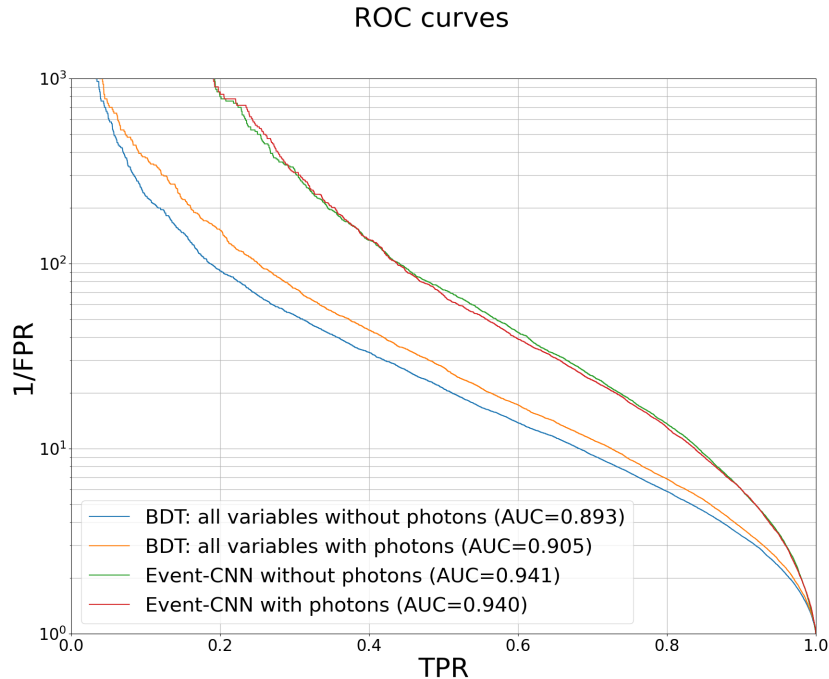 ROC curves
10³
10²
10¹
10⁰
1/FPR
BDT: all variables without photons (AUC=0.893)
BDT: all variables with photons (AUC=0.905)
Event-CNN without photons (AUC=0.941)
Event-CNN with photons (AUC=0.940)
0.0 0.2 0.4 0.6 0.8 1.0
TPR